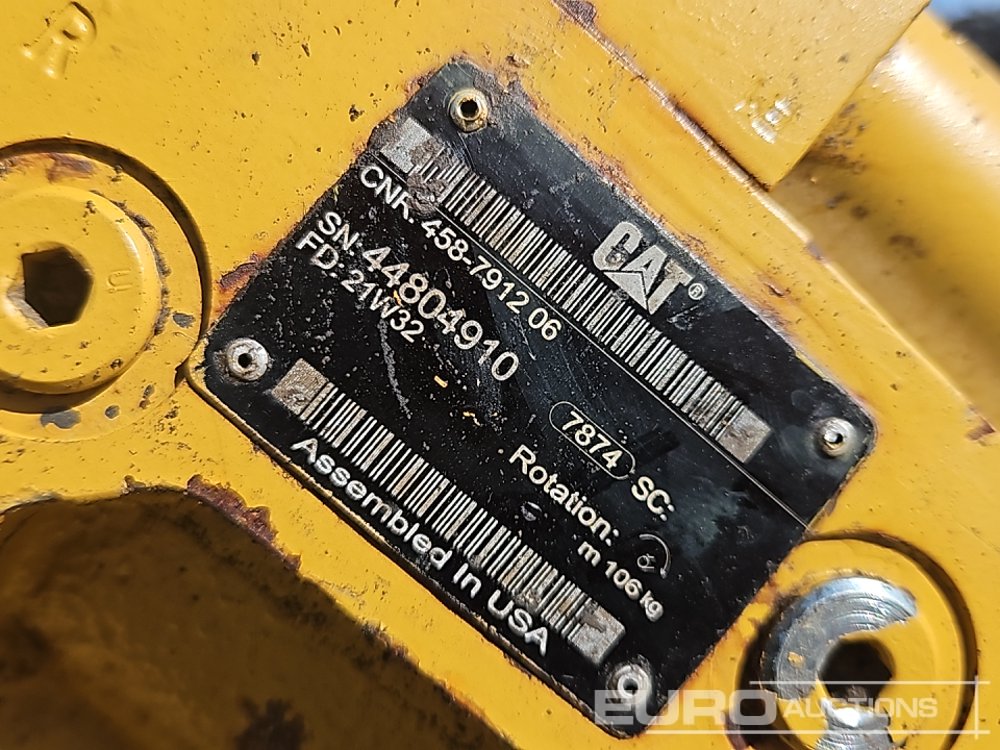 R
CAT®
CNR: 458-7912 06
SN: 44804910
FD: 21W32
7874 SC:
Rotation:
m 106 kg
Assembled In USA
U
EURO AUCTIONS